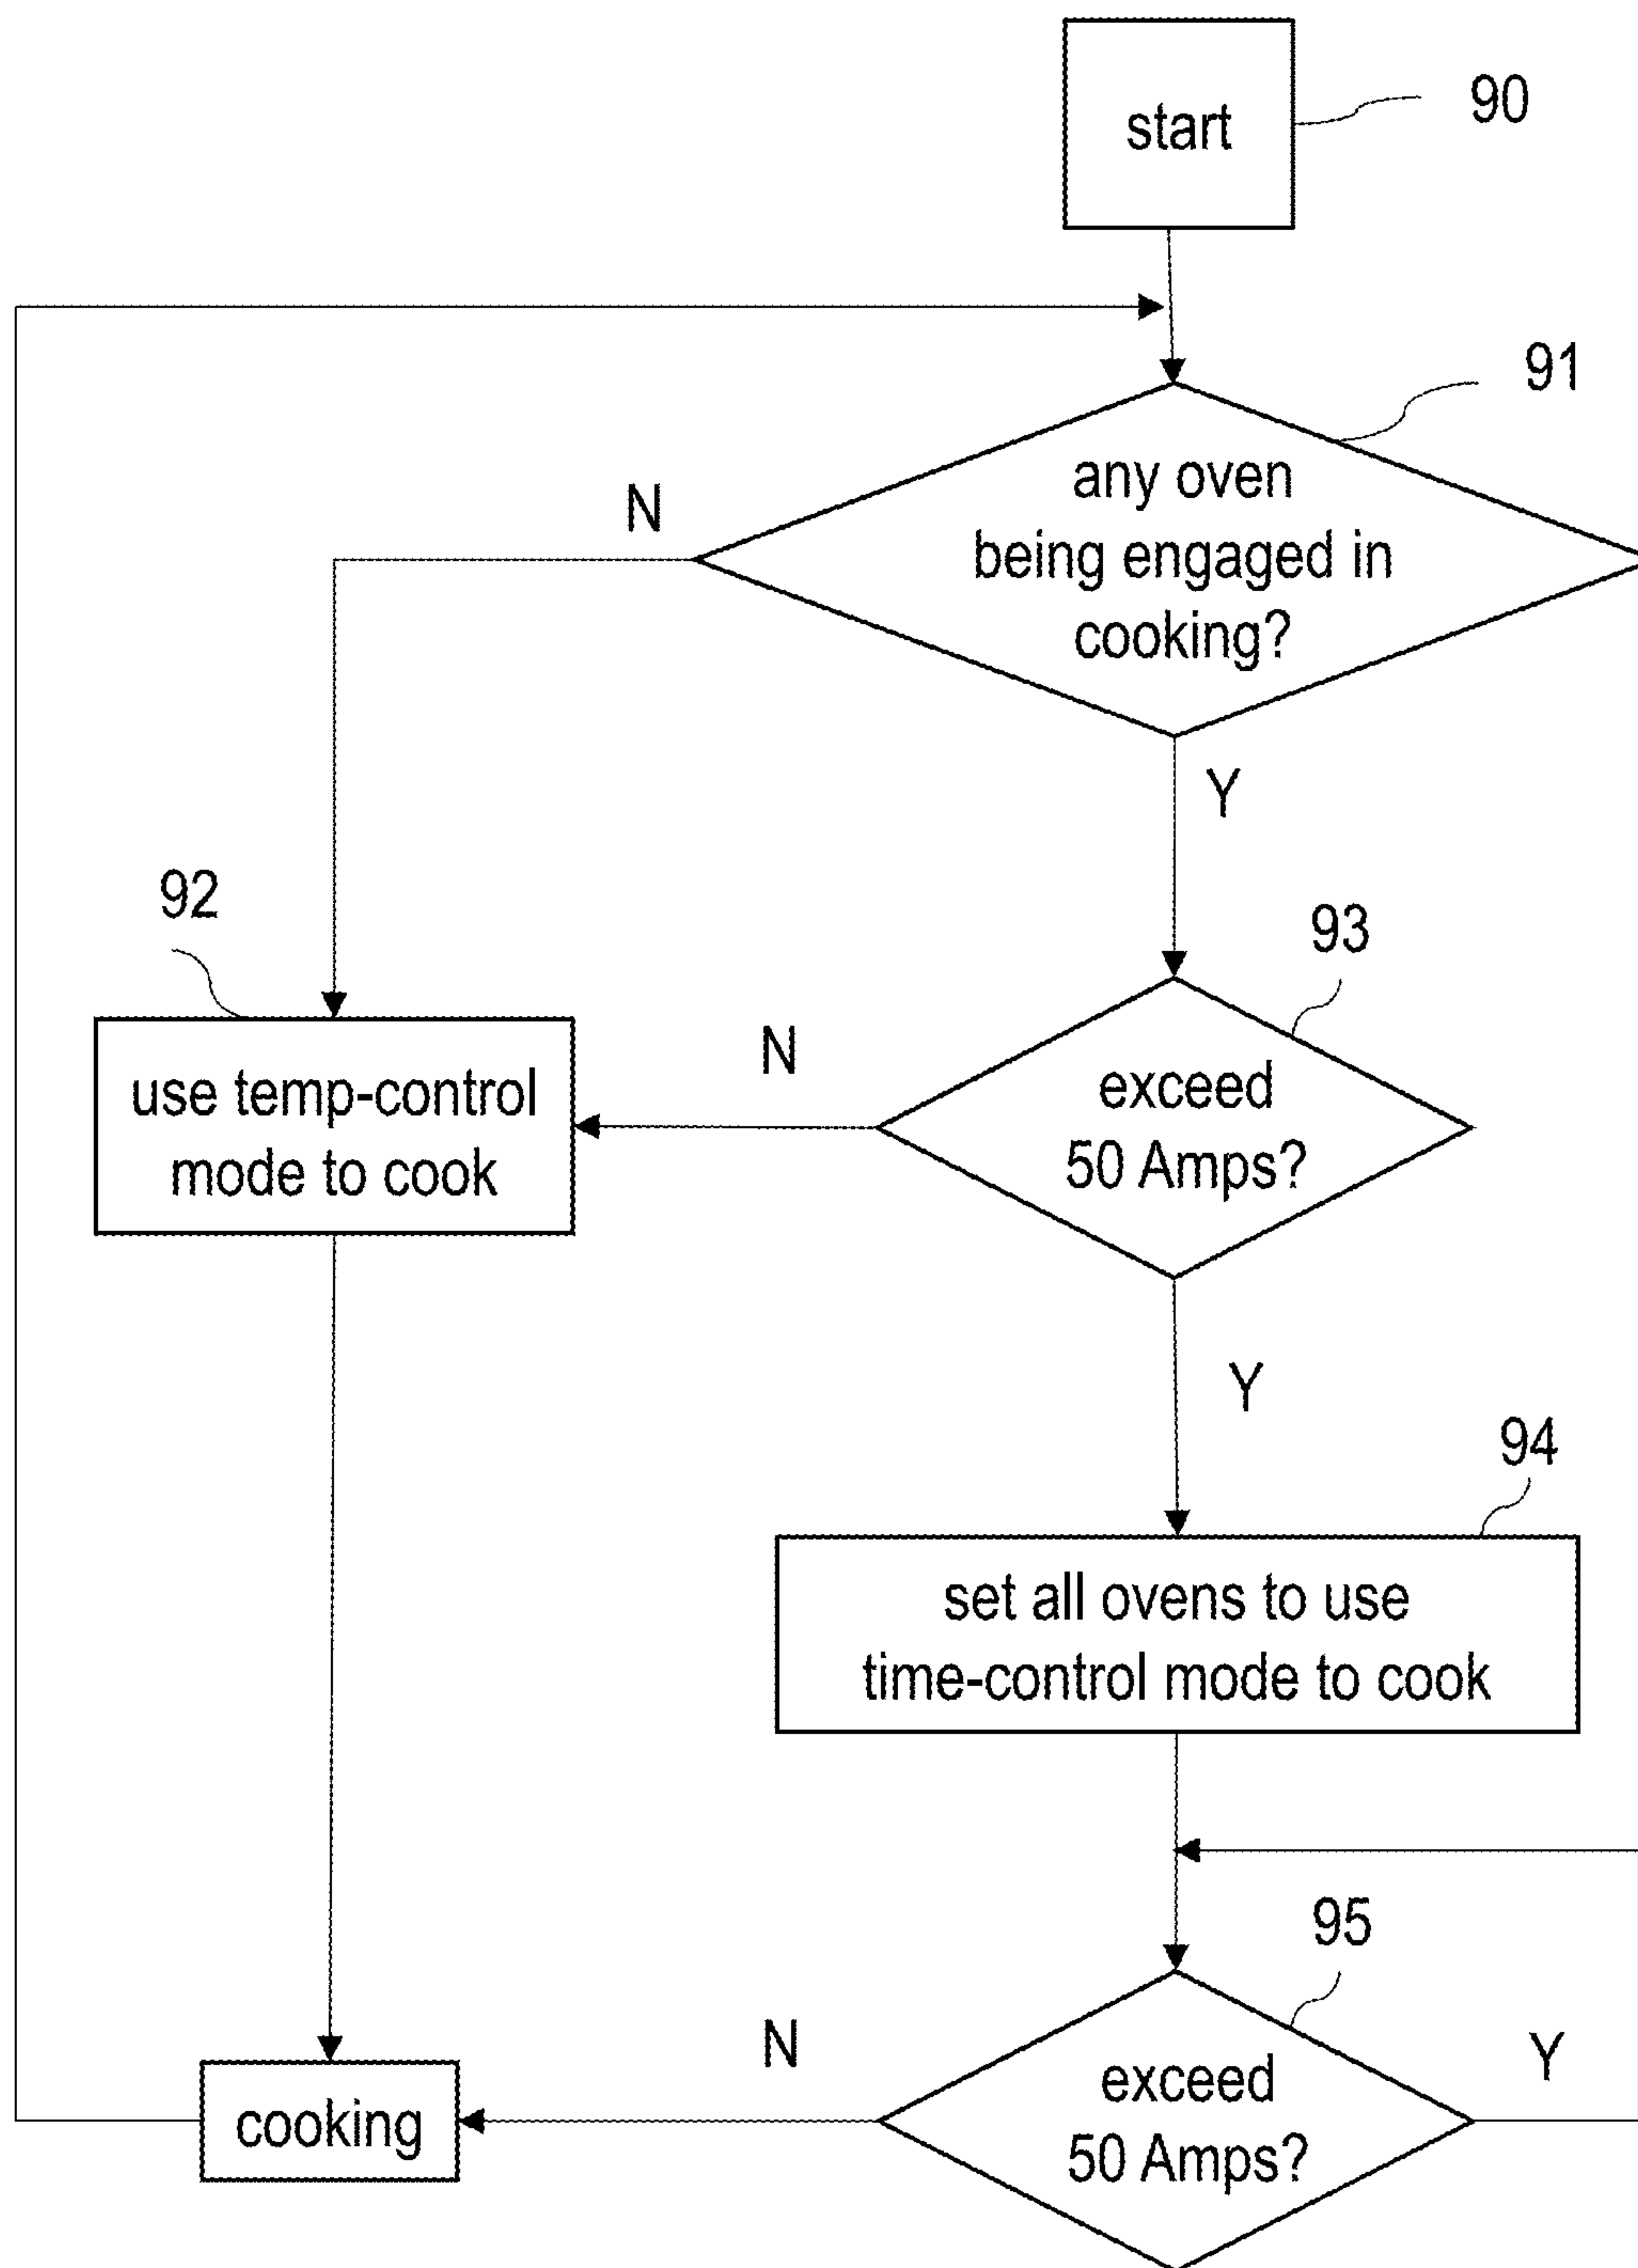 start
90
91
any oven
being engaged in
cooking?
N
Y
92
93
use temp-control
mode to cook
N
exceed
50 Amps?
Y
94
set all ovens to use
time-control mode to cook
95
N
exceed
50 Amps?
Y
cooking